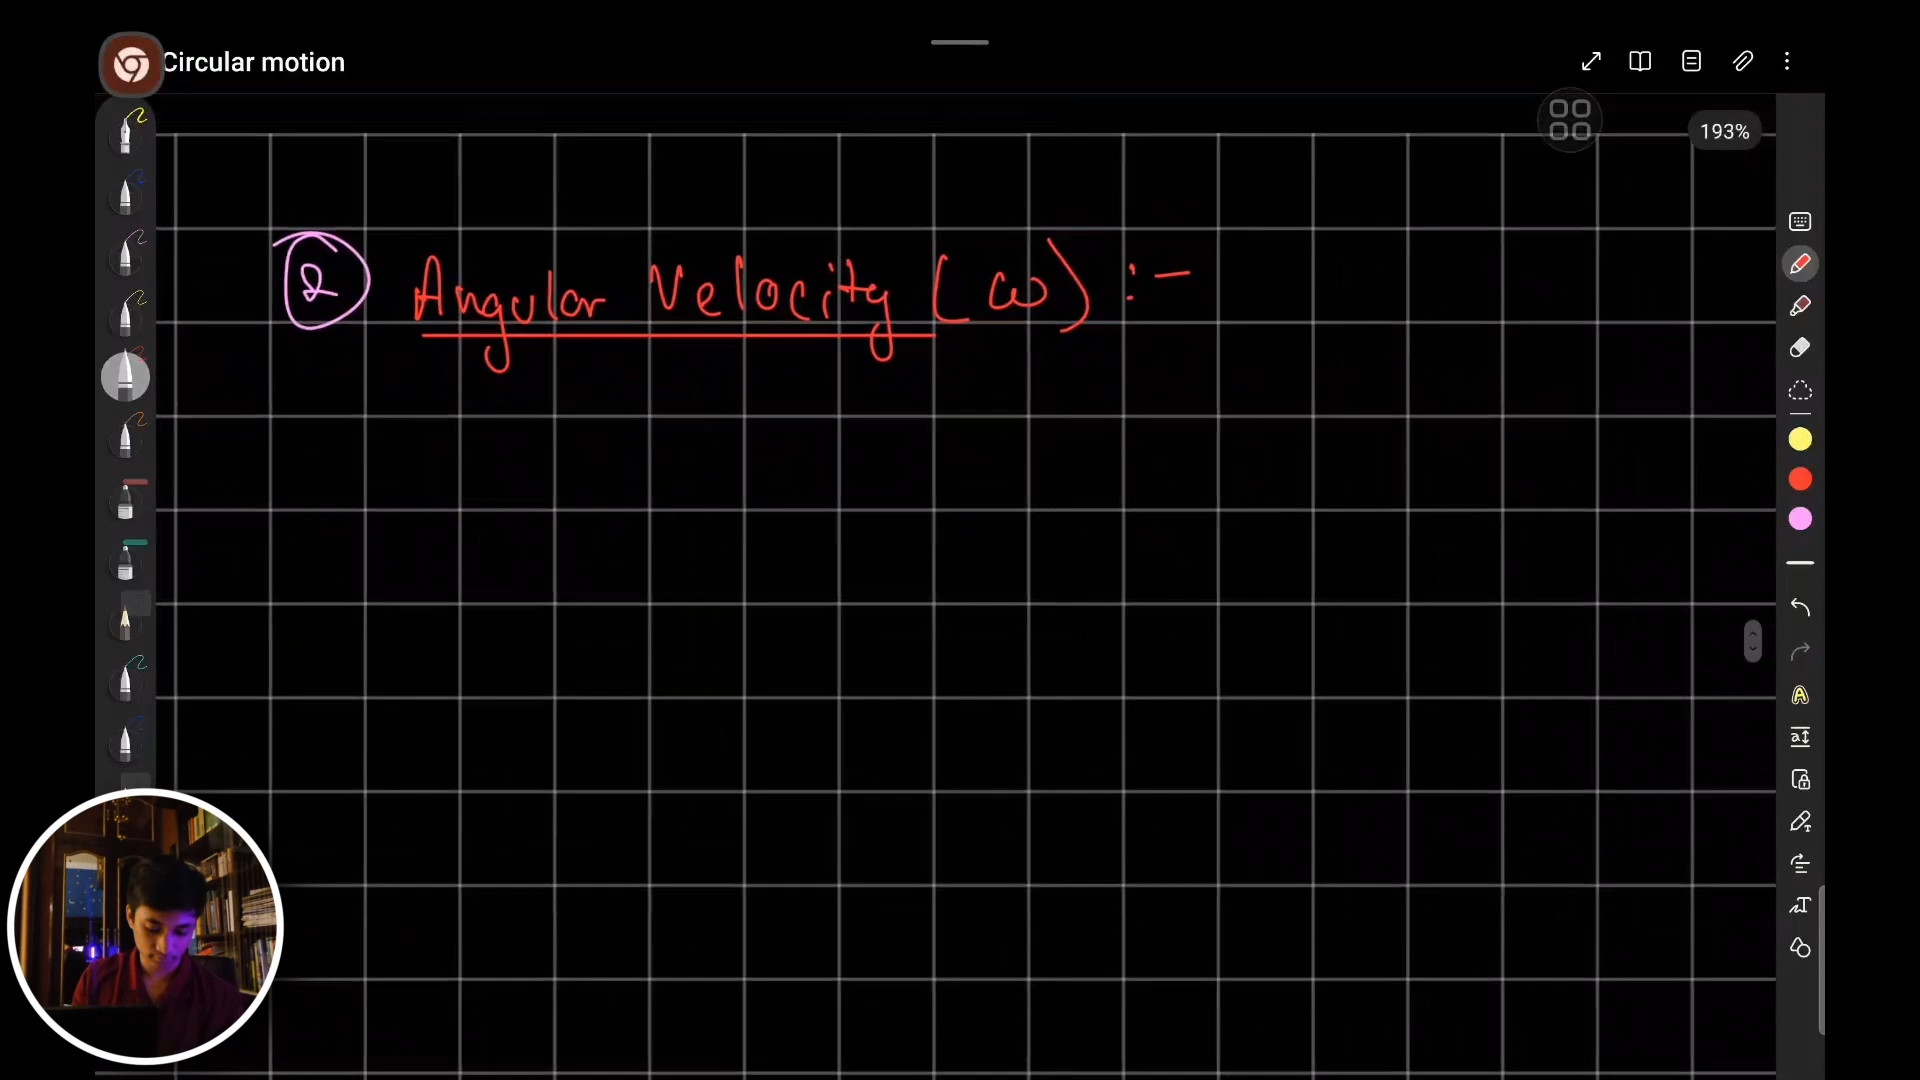 Circular motion
193%
② Angular Velocity (ω) :-